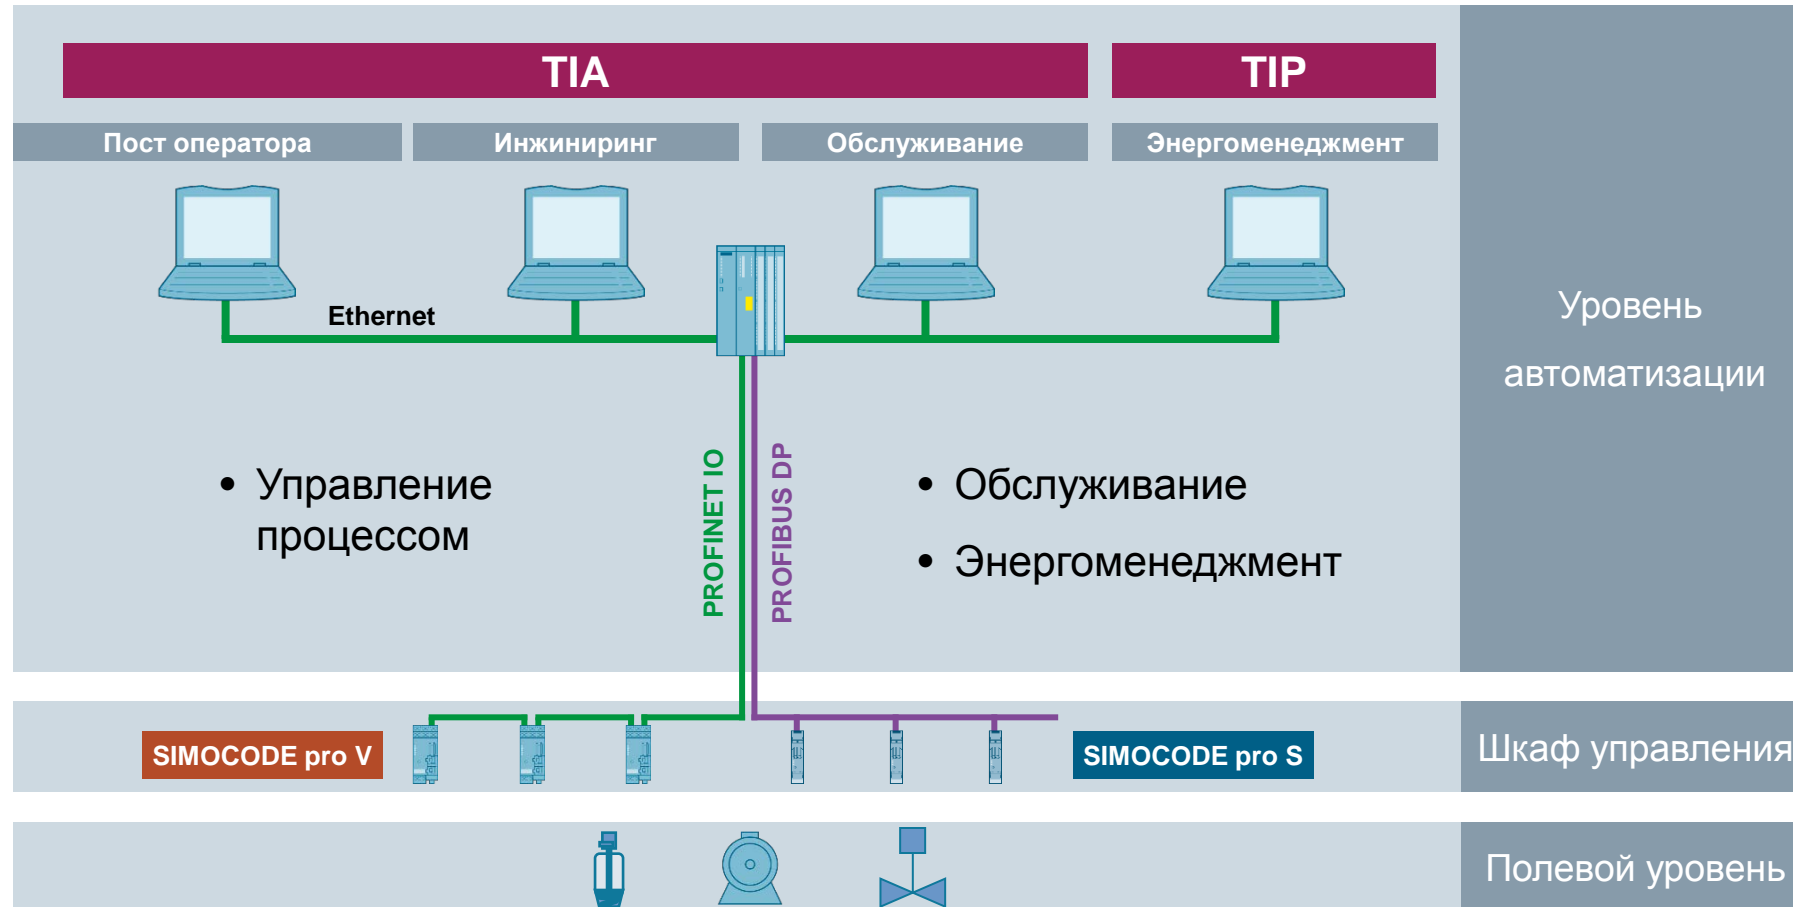 TIA
TIP
Пост оператора
Инжиниринг
Обслуживание
Энергоменеджмент
Ethernet
Уровень
автоматизации
• Управление
процессом
PROFINET IO
PROFIBUS DP
• Обслуживание
• Энергоменеджмент
SIMOCODE pro V
SIMOCODE pro S
Шкаф управления
Полевой уровень